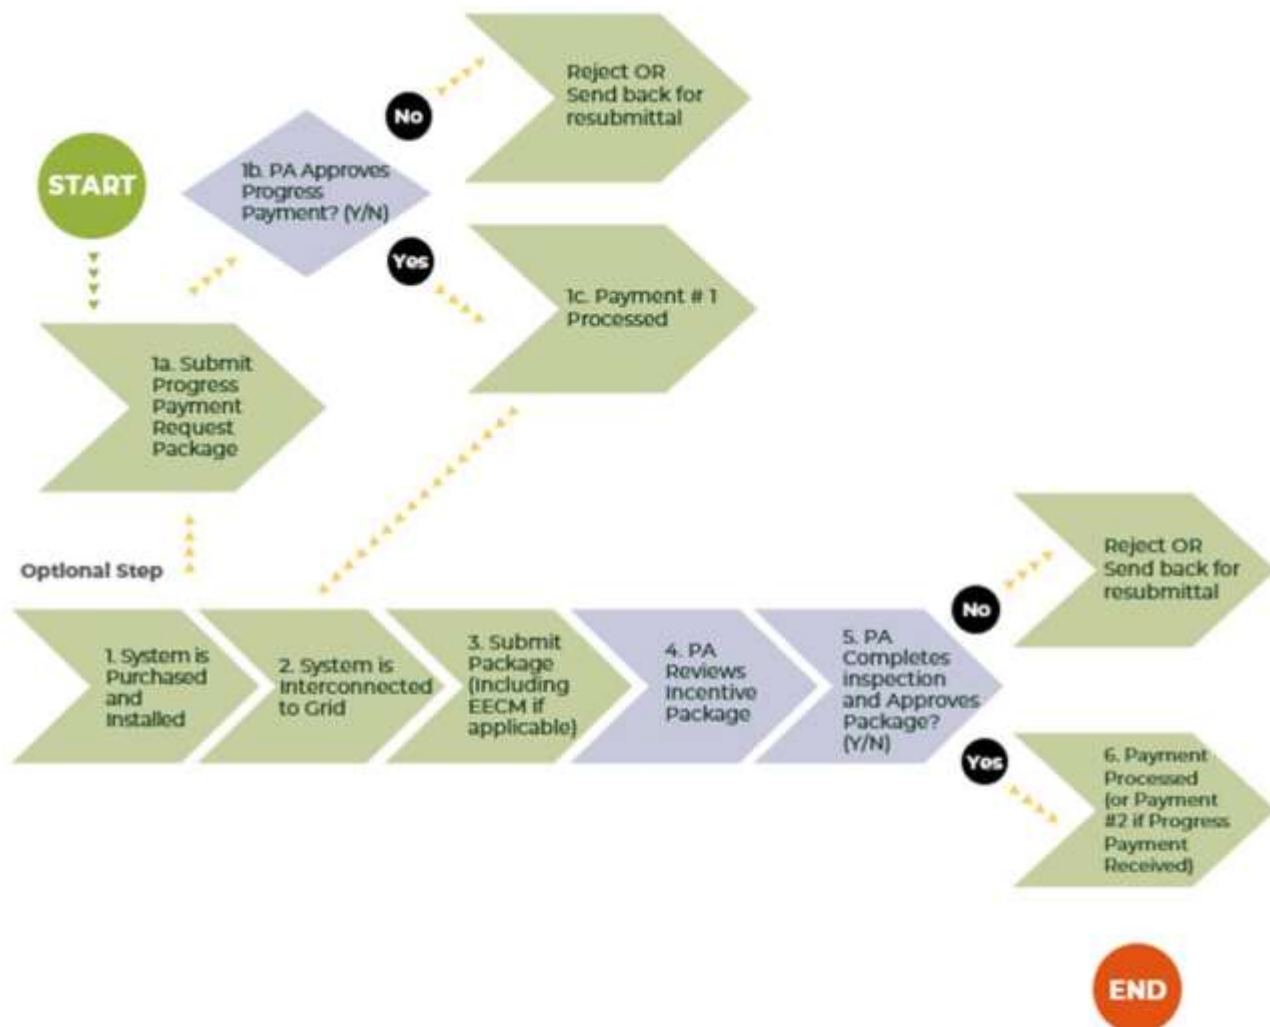 START
1b. PA Approves
Progress
Payment? (Y/N)
No
Reject OR
Send back for
resubmittal
Yes
1c. Payment # 1
Processed
1a. Submit
Progress
Payment
Request
Package
Optional Step
1. System is
Purchased
and
Installed
2. System is
Interconnected
to Grid
3. Submit
Package
(Including
EECM if
applicable)
4. PA
Reviews
Incentive
Package
5. PA
Completes
inspection
and Approves
Package?
(Y/N)
No
Reject OR
Send back for
resubmittal
Yes
6. Payment
Processed
(or Payment
#2 if Progress
Payment
Received)
END